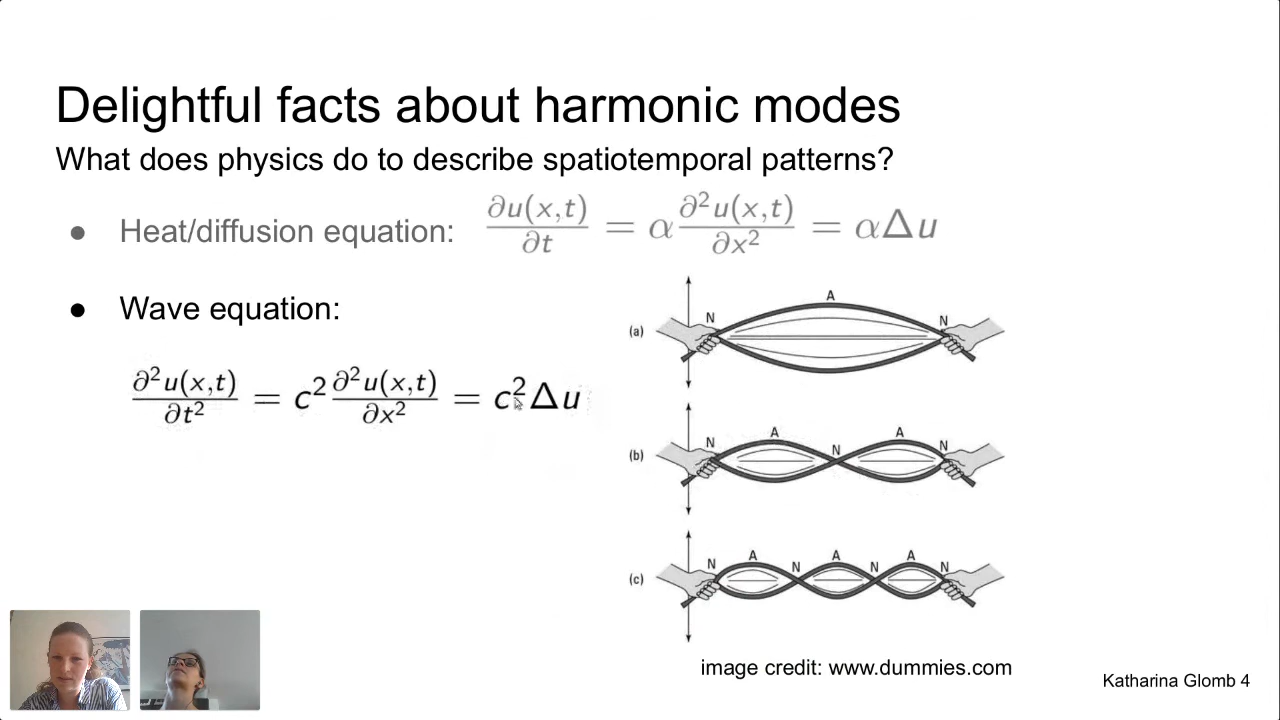 Delightful facts about harmonic modes
What does physics do to describe spatiotemporal patterns?
● Heat/diffusion equation: ∂u(x,t)/∂t = α ∂²u(x,t)/∂x² = αΔu
● Wave equation:
∂²u(x,t)/∂t² = c² ∂²u(x,t)/∂x² = c²Δu
(a) N A N
(b) N A N A N
(c) N A N A N A N
image credit: www.dummies.com
Katharina Glomb 4